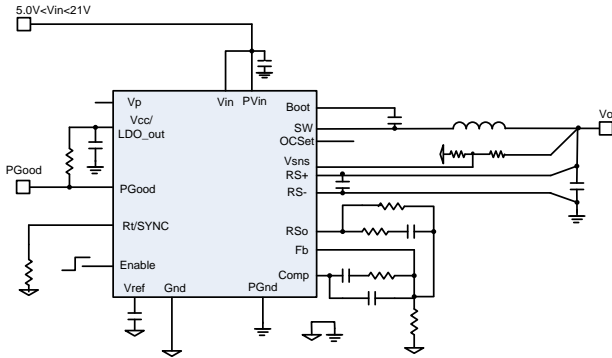 5.0V<Vin<21V
Vin PVin
Vp
Vcc/
LDO_out
PGood
PGood
Rt/SYNC
Enable
Vref Gnd PGnd
Boot
SW
OCSet
Vsns
RS+
RS-
RSo
Fb
Comp
Vo